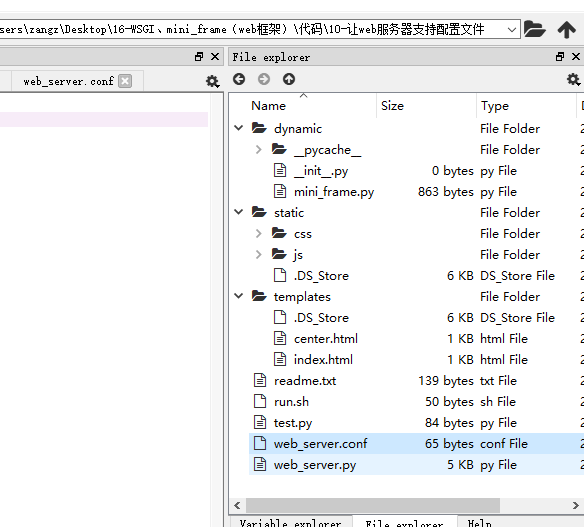 sers\zangz\Desktop\16-WSGI、mini_frame（web框架）\代码\10-让web服务器支持配置文件
File explorer
web_server.conf
Name Size Type
dynamic File Folder
__pycache__ File Folder
__init__.py 0 bytes py File
mini_frame.py 863 bytes py File
static File Folder
css File Folder
js File Folder
.DS_Store 6 KB DS_Store File
templates File Folder
.DS_Store 6 KB DS_Store File
center.html 1 KB html File
index.html 1 KB html File
readme.txt 139 bytes txt File
run.sh 50 bytes sh File
test.py 84 bytes py File
web_server.conf 65 bytes conf File
web_server.py 5 KB py File
Variable explorer File explorer Help